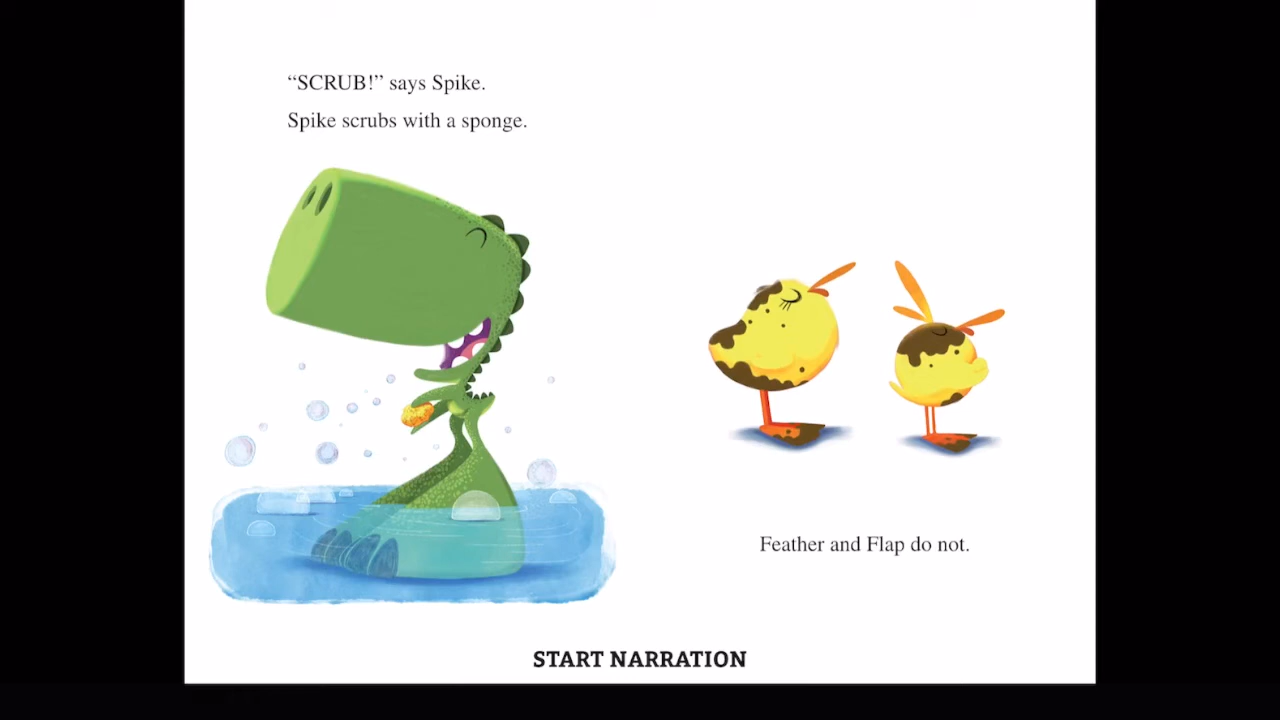 “SCRUB!” says Spike.
Spike scrubs with a sponge.
Feather and Flap do not.
START NARRATION